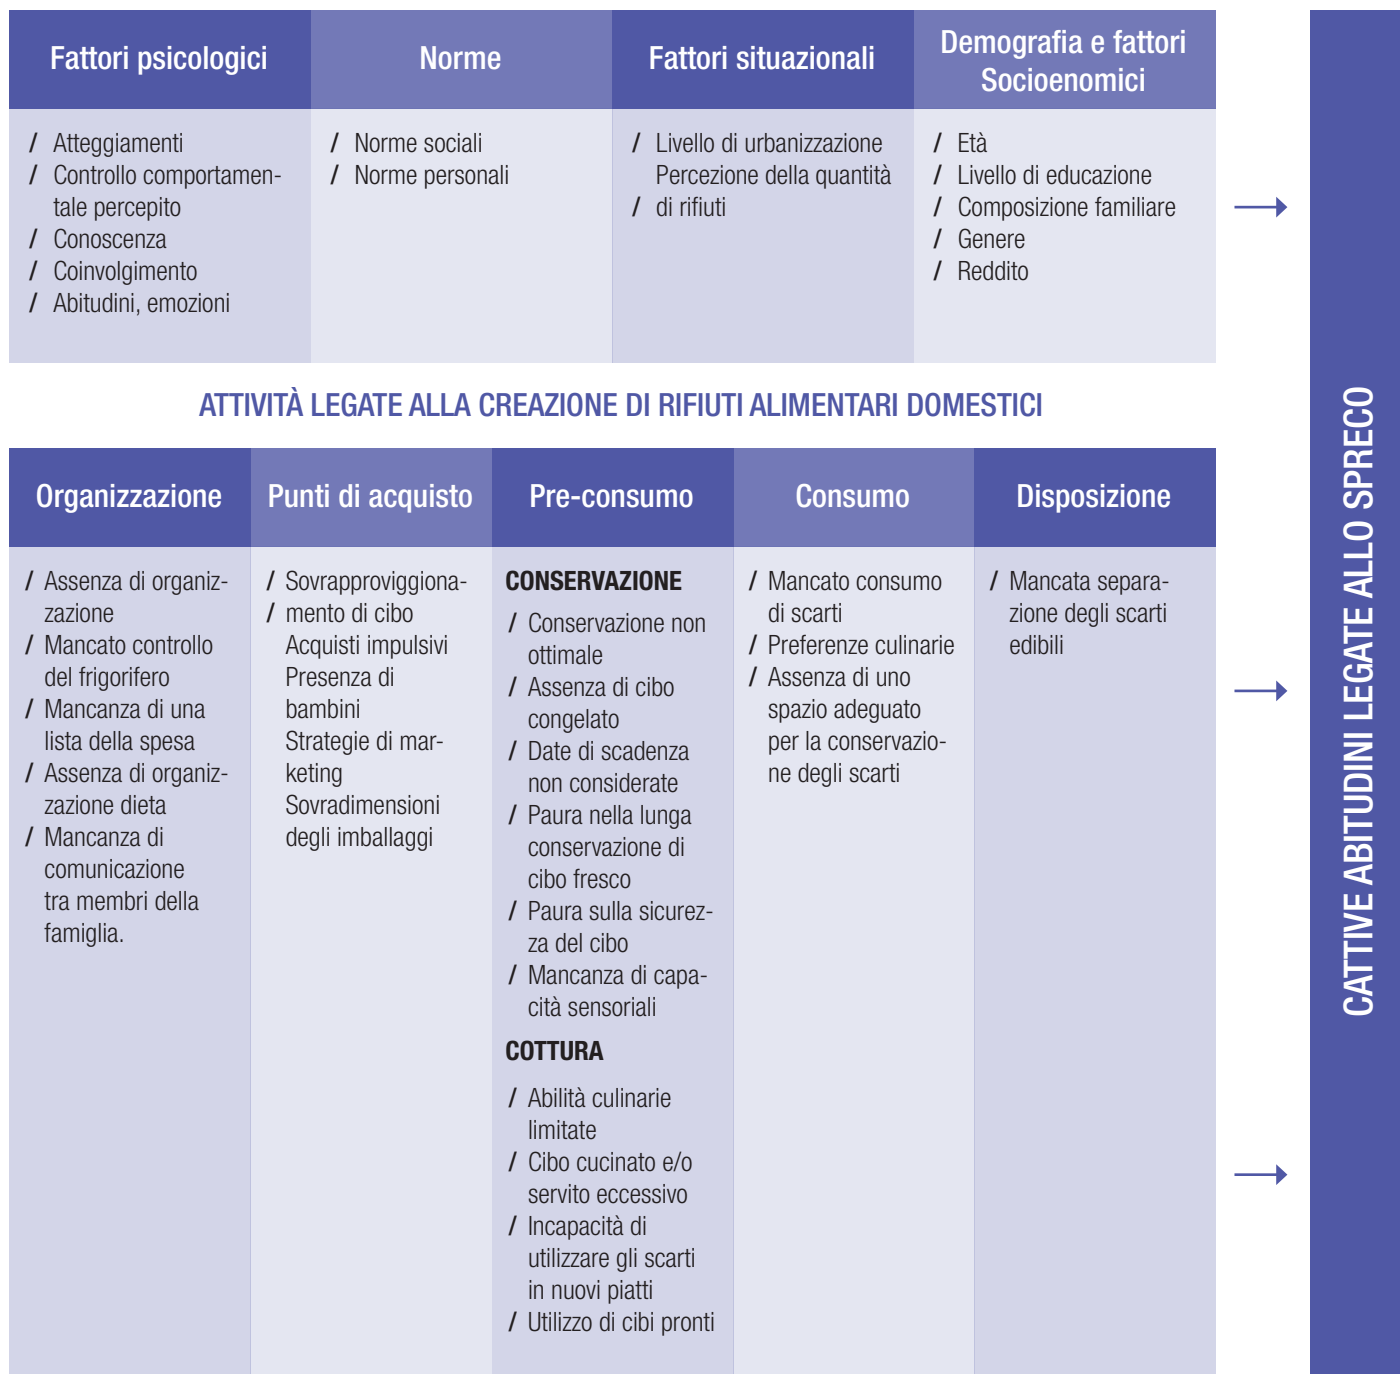 Fattori psicologici
/ Atteggiamenti
/ Controllo comportamen-
tale percepito
/ Conoscenza
/ Coinvolgimento
/ Abitudini, emozioni
Norme
/ Norme sociali
/ Norme personali
Fattori situazionali
/ Livello di urbanizzazione
Percezione della quantità
/ di rifiuti
Demografia e fattori
Socioenomici
/ Età
/ Livello di educazione
/ Composizione familiare
/ Genere
/ Reddito
ATTIVITÀ LEGATE ALLA CREAZIONE DI RIFIUTI ALIMENTARI DOMESTICI
Organizzazione
/ Assenza di organiz-
zazione
/ Mancato controllo
del frigorifero
/ Mancanza di una
lista della spesa
/ Assenza di organiz-
zazione dieta
/ Mancanza di
comunicazione
tra membri della
famiglia.
Punti di acquisto
/ Sovrapproviggiona-
/ mento di cibo
Acquisti impulsivi
Presenza di
bambini
Strategie di mar-
keting
Sovradimensioni
degli imballaggi
Pre-consumo
CONSERVAZIONE
/ Conservazione non
ottimale
/ Assenza di cibo
congelato
/ Date di scadenza
non considerate
/ Paura nella lunga
conservazione di
cibo fresco
/ Paura sulla sicurez-
za del cibo
/ Mancanza di capa-
cità sensoriali
COTTURA
/ Abilità culinarie
limitate
/ Cibo cucinato e/o
servito eccessivo
/ Incapacità di
utilizzare gli scarti
in nuovi piatti
/ Utilizzo di cibi pronti
Consumo
/ Mancato consumo
di scarti
/ Preferenze culinarie
/ Assenza di uno
spazio adeguato
per la conservazio-
ne degli scarti
Disposizione
/ Mancata separa-
zione degli scarti
edibili
CATTIVE ABITUDINI LEGATE ALLO SPRECO